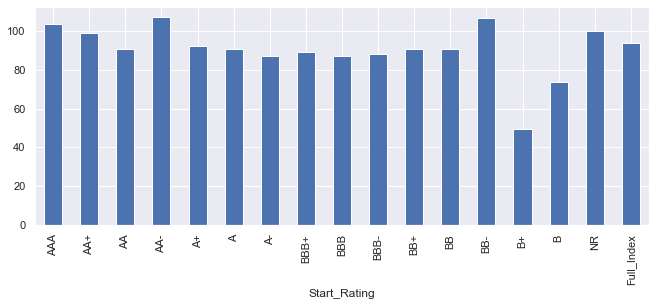 100
80
60
40
20
0
AAA
AA+
AA
AA-
A+
A
A-
BBB+
BBB
BBB-
BB+
BB
BB-
B+
B
NR
Full_Index
Start_Rating